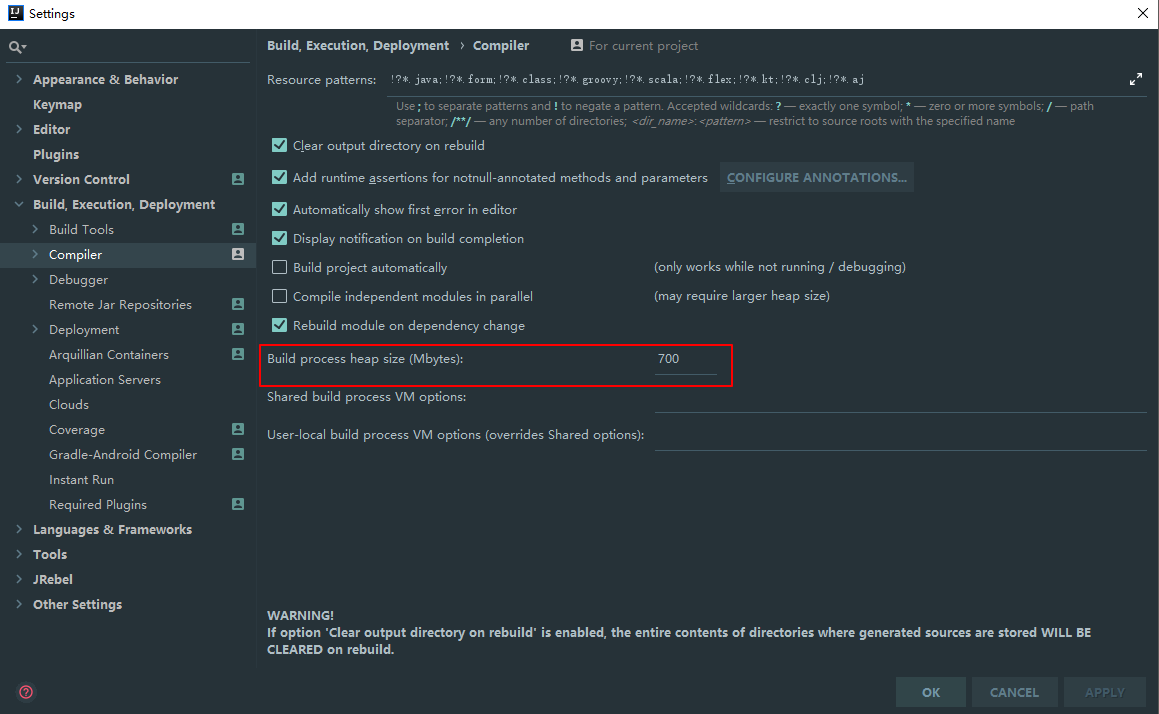 IJ
Settings
Appearance & Behavior
Keymap
Editor
Plugins
Version Control
Build, Execution, Deployment
Build Tools
Compiler
Debugger
Remote Jar Repositories
Deployment
Arquillian Containers
Application Servers
Clouds
Coverage
Gradle-Android Compiler
Instant Run
Required Plugins
Languages & Frameworks
Tools
JRebel
Other Settings
Build, Execution, Deployment › Compiler For current project
Resource patterns: !?*.java;!?*.form;!?*.class;!?*.groovy;!?*.scala;!?*.flex;!?*.kt;!?*.clj;!?*.aj
Use ; to separate patterns and ! to negate a pattern. Accepted wildcards: ? — exactly one symbol; * — zero or more symbols; / — path
separator; /**/ — any number of directories; <dir_name>:<pattern> — restrict to source roots with the specified name
Clear output directory on rebuild
Add runtime assertions for notnull-annotated methods and parameters CONFIGURE ANNOTATIONS...
Automatically show first error in editor
Display notification on build completion
Build project automatically (only works while not running / debugging)
Compile independent modules in parallel (may require larger heap size)
Rebuild module on dependency change
Build process heap size (Mbytes): 700
Shared build process VM options:
User-local build process VM options (overrides Shared options):
WARNING!
If option 'Clear output directory on rebuild' is enabled, the entire contents of directories where generated sources are stored WILL BE
CLEARED on rebuild.
?
OK CANCEL APPLY